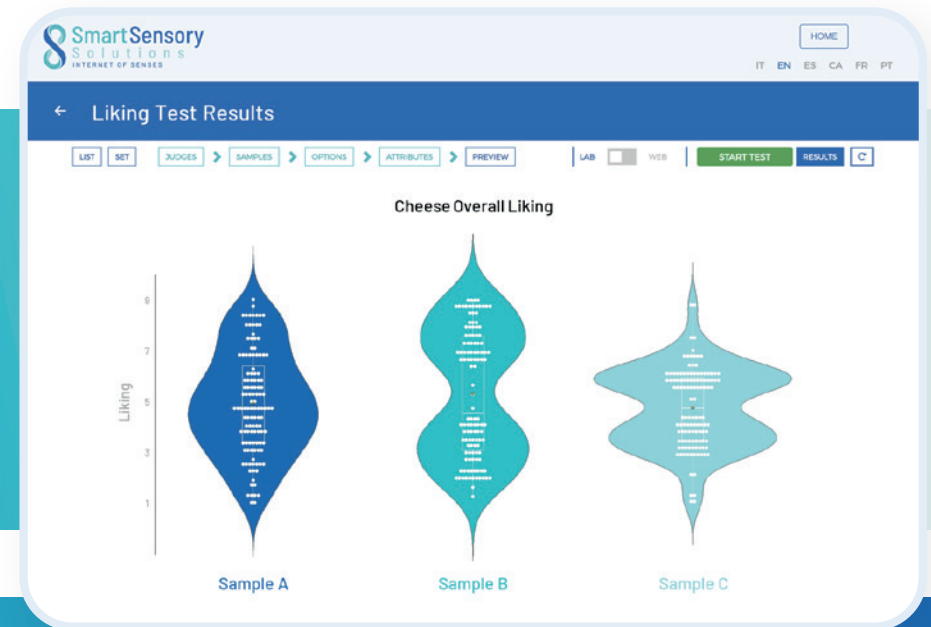 SmartSensory
Solutions
INTERNET OF SENSES
HOME
IT EN ES CA FR PT
← Liking Test Results
LIST SET JUDGES SAMPLES OPTIONS ATTRIBUTES PREVIEW LAB WEB START TEST RESULTS
Cheese Overall Liking
Liking
9
7
5
3
1
Sample A Sample B Sample C